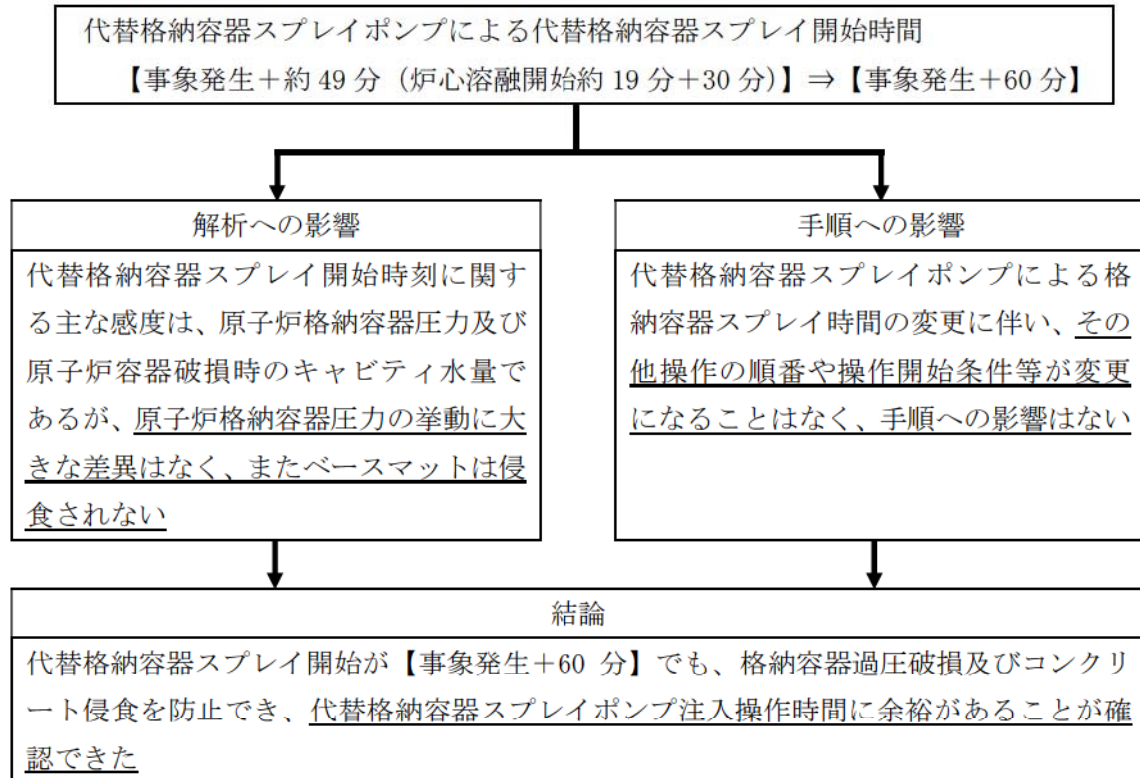 代替格納容器スプレイポンプによる代替格納容器スプレイ開始時間
【事象発生＋約 49 分（炉心溶融開始約 19 分＋30 分）】⇒【事象発生＋60 分】
解析への影響
代替格納容器スプレイ開始時刻に関す
る主な感度は、原子炉格納容器圧力及び
原子炉容器破損時のキャビティ水量で
あるが、原子炉格納容器圧力の挙動に大
きな差異はなく、またベースマットは侵
食されない
手順への影響
代替格納容器スプレイポンプによる格
納容器スプレイ時間の変更に伴い、その
他操作の順番や操作開始条件等が変更
になることはなく、手順への影響はない
結論
代替格納容器スプレイ開始が【事象発生＋60 分】でも、格納容器過圧破損及びコンクリ
ート侵食を防止でき、代替格納容器スプレイポンプ注入操作時間に余裕があることが確
認できた